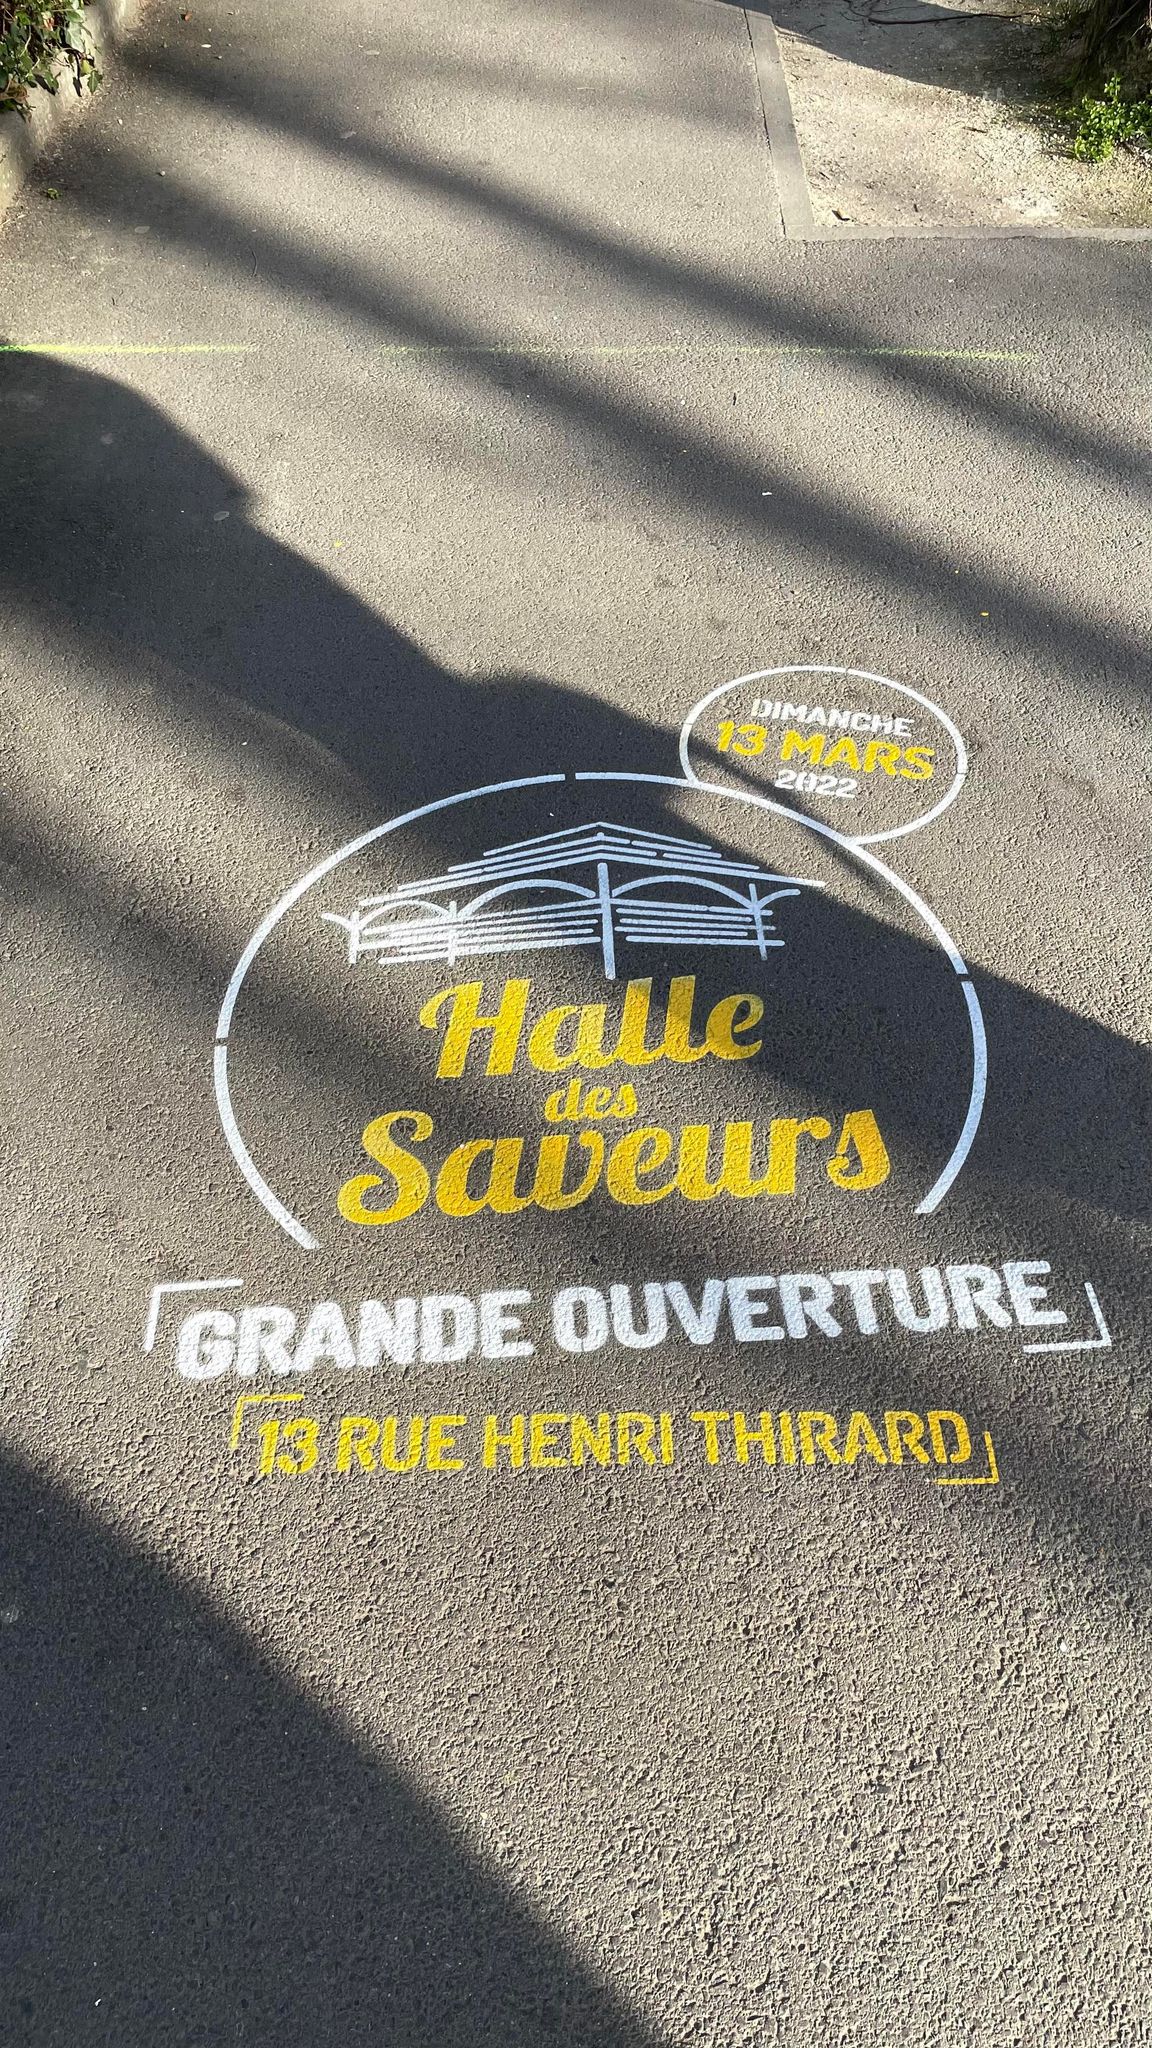 DIMANCHE
13 MARS
2022
Halle
des
Saveurs
GRANDE OUVERTURE
13 RUE HENRI THIRARD